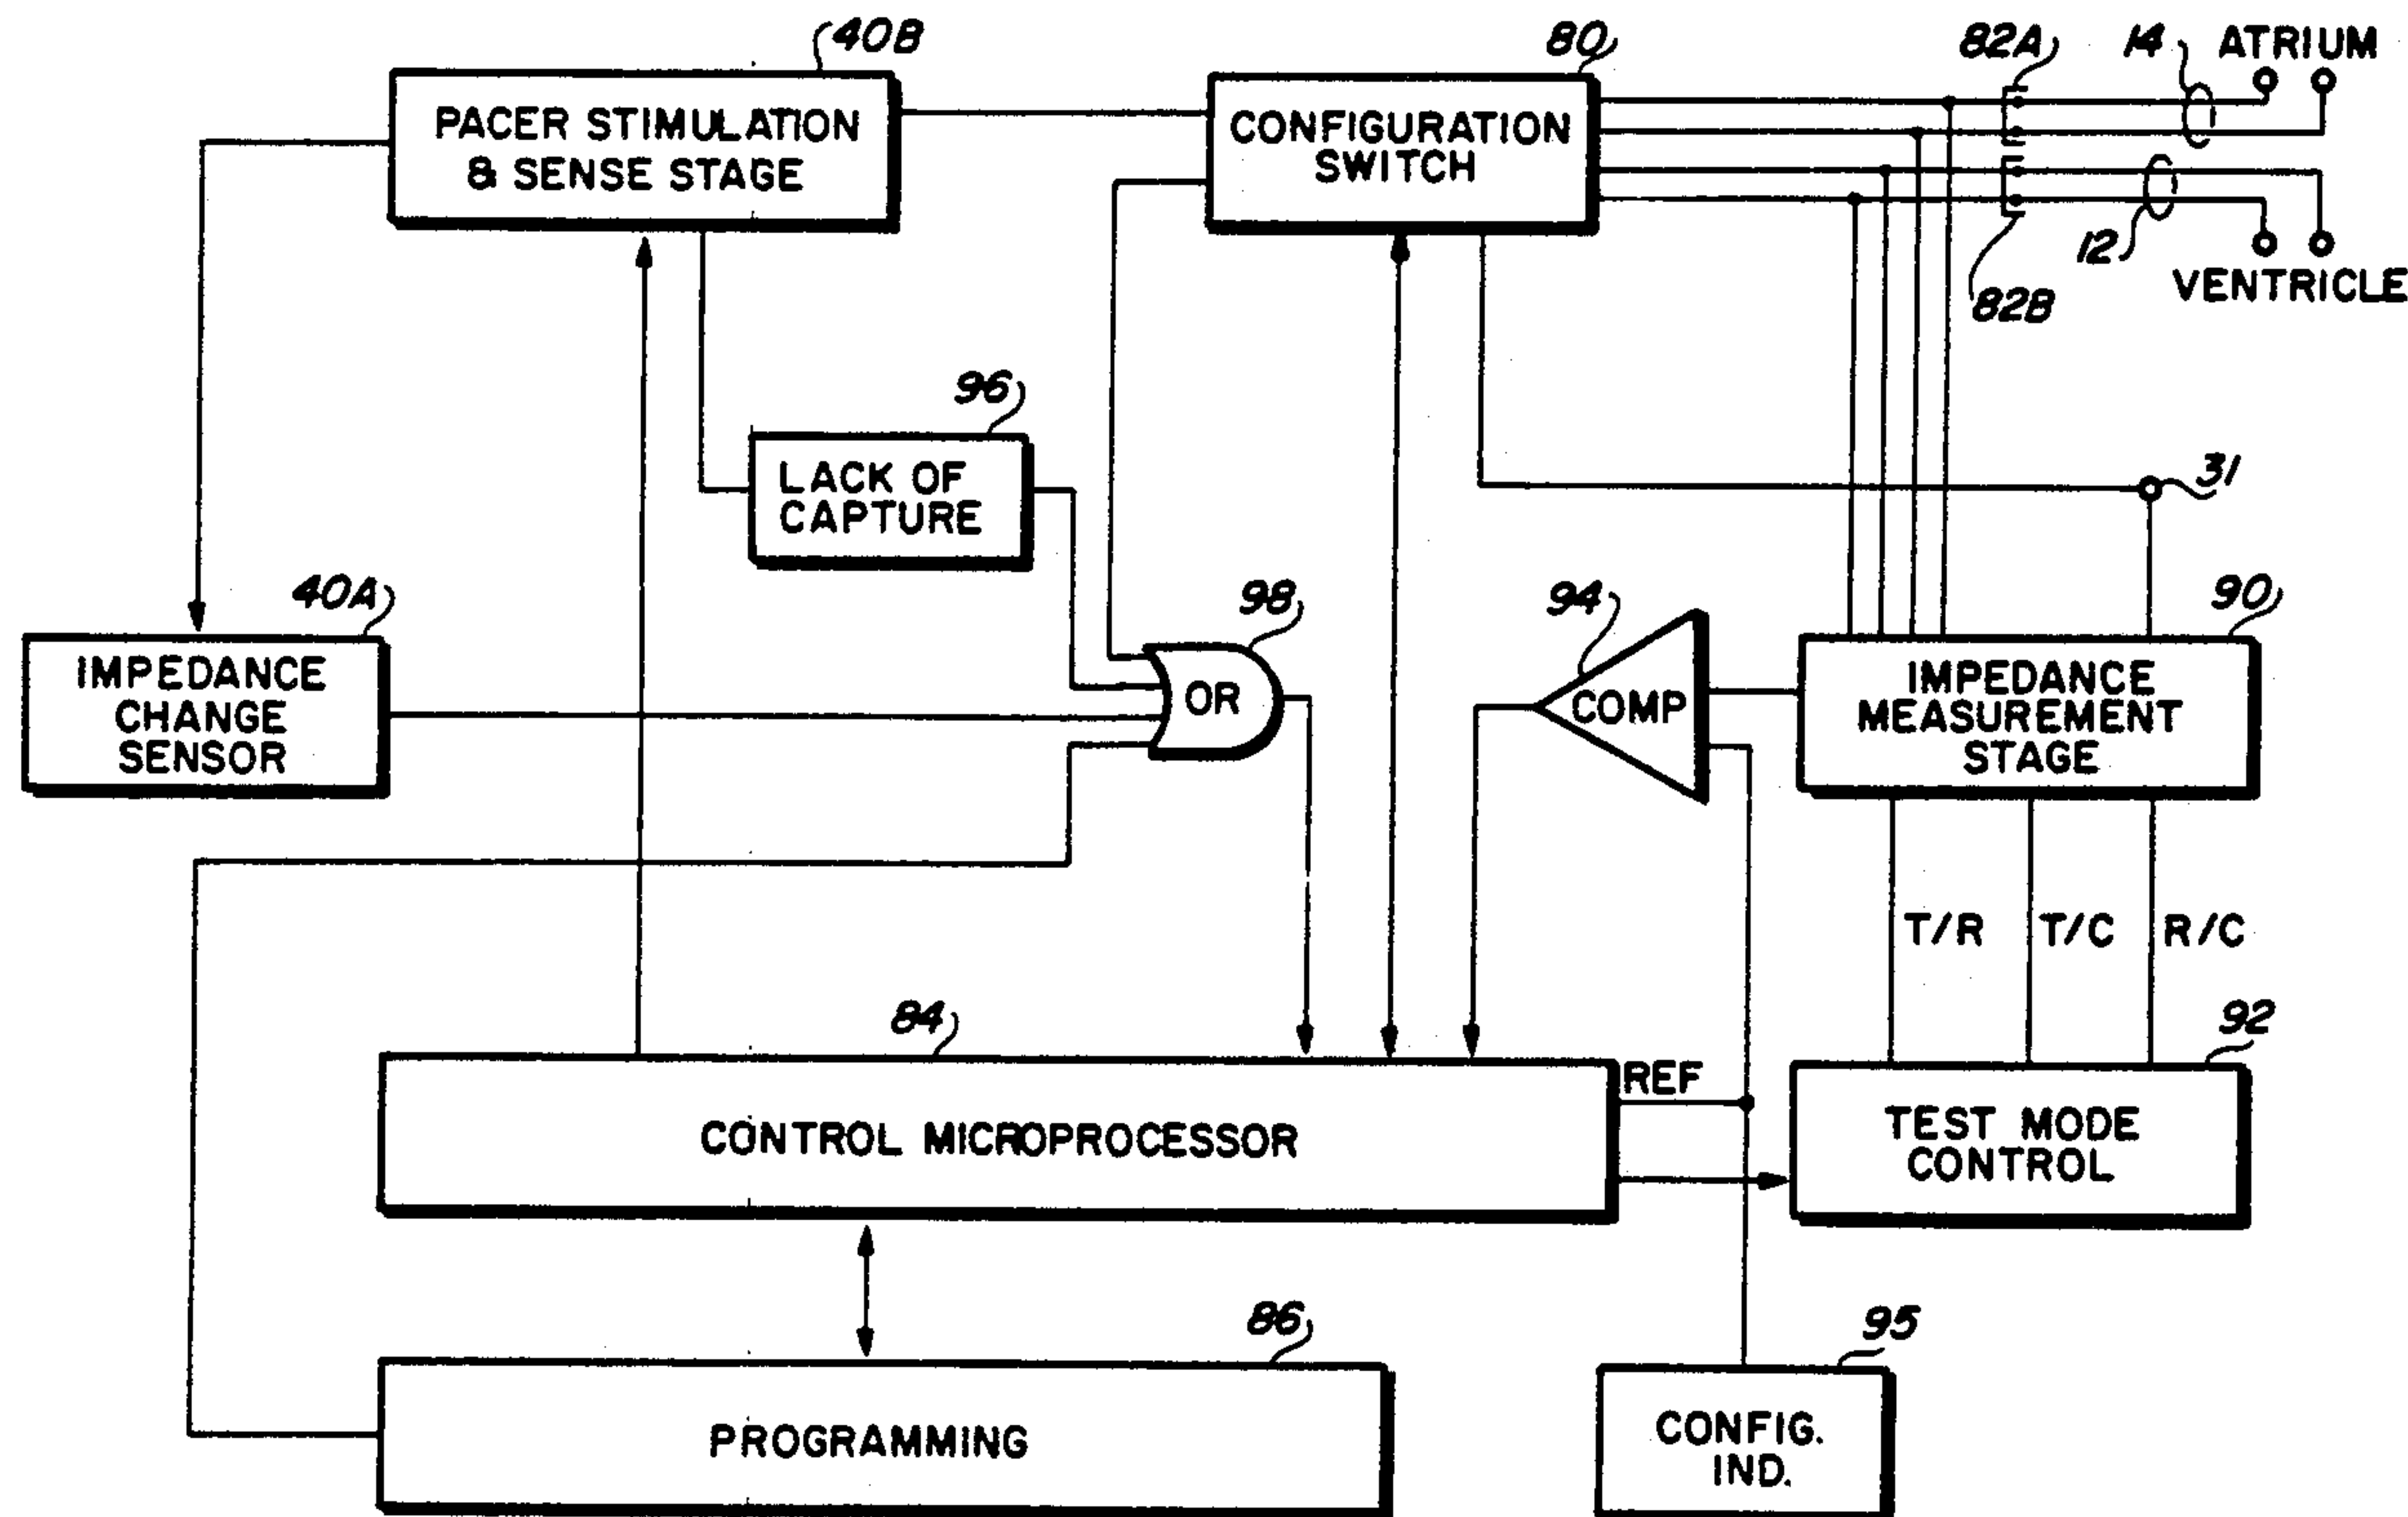 40B
80
82A
14
ATRIUM
PACER STIMULATION
& SENSE STAGE
CONFIGURATION
SWITCH
12
82B
VENTRICLE
96
LACK OF
CAPTURE
31
40A
98
94
90
IMPEDANCE
CHANGE
SENSOR
OR
COMP
IMPEDANCE
MEASUREMENT
STAGE
T/R
T/C
R/C
84
92
REF
CONTROL MICROPROCESSOR
TEST MODE
CONTROL
86
95
PROGRAMMING
CONFIG.
IND.